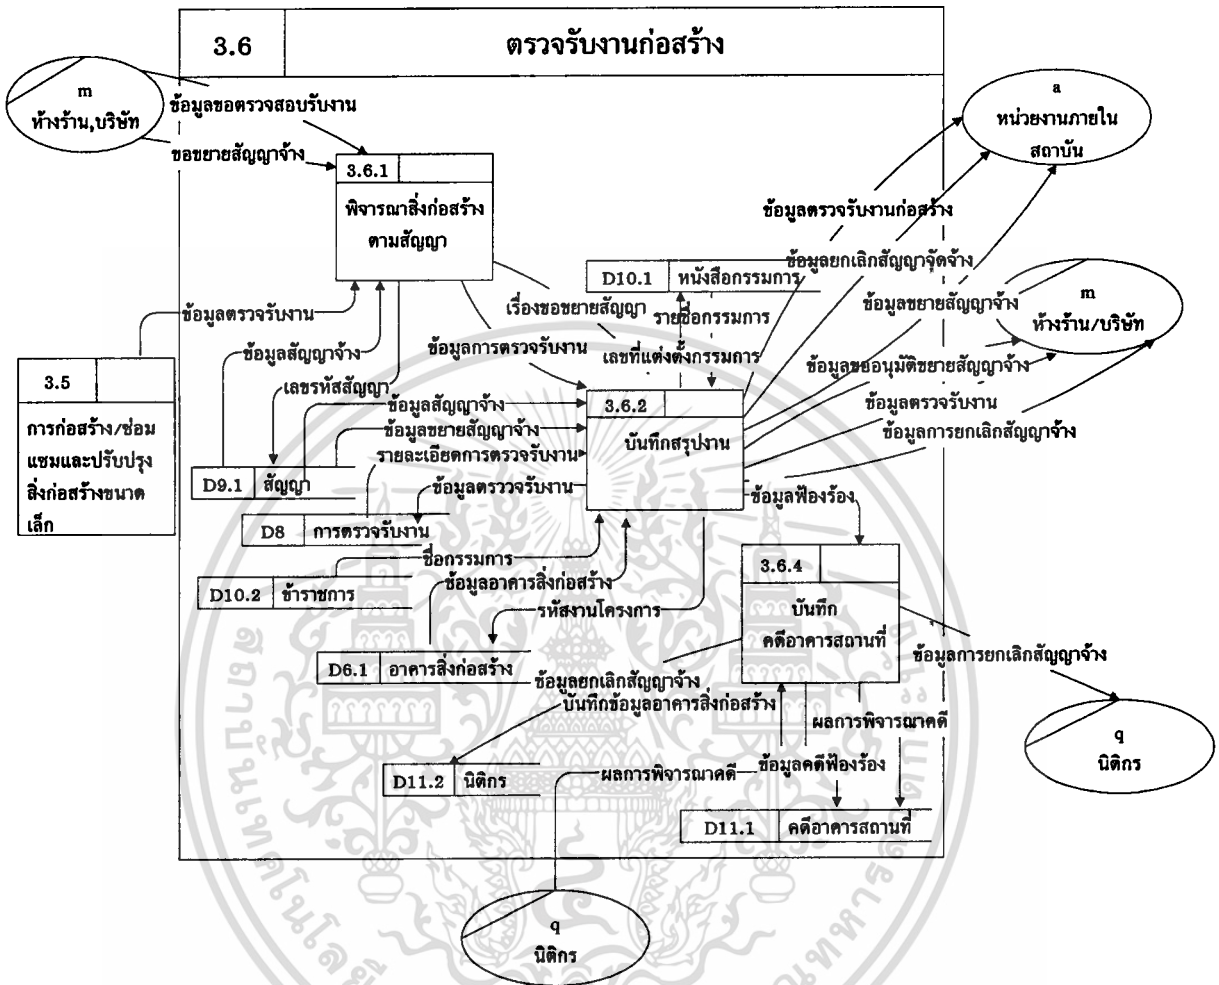 3.6
ตรวจรับงานก่อสร้าง
m
ห้างร้าน,บริษัท
ข้อมูลขอตรวจสอบรับงาน
ขอขยายสัญญาจ้าง
3.6.1
พิจารณาสิ่งก่อสร้าง
ตามสัญญา
a
หน่วยงานภายใน
สถาบัน
ข้อมูลตรวจรับงานก่อสร้าง
ข้อมูลยกเลิกสัญญาจัดจ้าง
D10.1
หนังสือกรรมการ
ข้อมูลขยายสัญญาจ้าง
m
ห้างร้าน/บริษัท
เรื่องขอขยายสัญญา
รายชื่อกรรมการ
ข้อมูลตรวจรับงาน
ข้อมูลการตรวจรับงาน
เลขที่แต่งตั้งกรรมการ
ข้อมูลขออนุมัติขยายสัญญาจ้าง
ข้อมูลสัญญาจ้าง
3.5
การก่อสร้าง/ซ่อม
แซมและปรับปรุง
สิ่งก่อสร้างขนาด
เล็ก
เลขรหัสสัญญา
ข้อมูลสัญญาจ้าง
3.6.2
บันทึกสรุปงาน
ข้อมูลตรวจรับงาน
ข้อมูลขยายสัญญาจ้าง
ข้อมูลการยกเลิกสัญญาจ้าง
รายละเอียดการตรวจรับงาน
D9.1
สัญญา
ข้อมูลตรววจรับงาน
ข้อมูลฟ้องร้อง
D8
การตรวจรับงาน
ชื่อกรรมการ
3.6.4
บันทึก
คดีอาคารสถานที่
D10.2
ข้าราชการ
ข้อมูลอาคารสิ่งก่อสร้าง
รหัสงานโครงการ
D6.1
อาคารสิ่งก่อสร้าง
ข้อมูลการยกเลิกสัญญาจ้าง
ข้อมูลยกเลิกสัญญาจ้าง
บันทึกข้อมูลอาคารสิ่งก่อสร้าง
ผลการพิจารณาคดี
q
นิติกร
D11.2
นิติกร
ผลการพิจารณาคดี
ข้อมูลคดีฟ้องร้อง
D11.1
คดีอาคารสถานที่
q
นิติกร